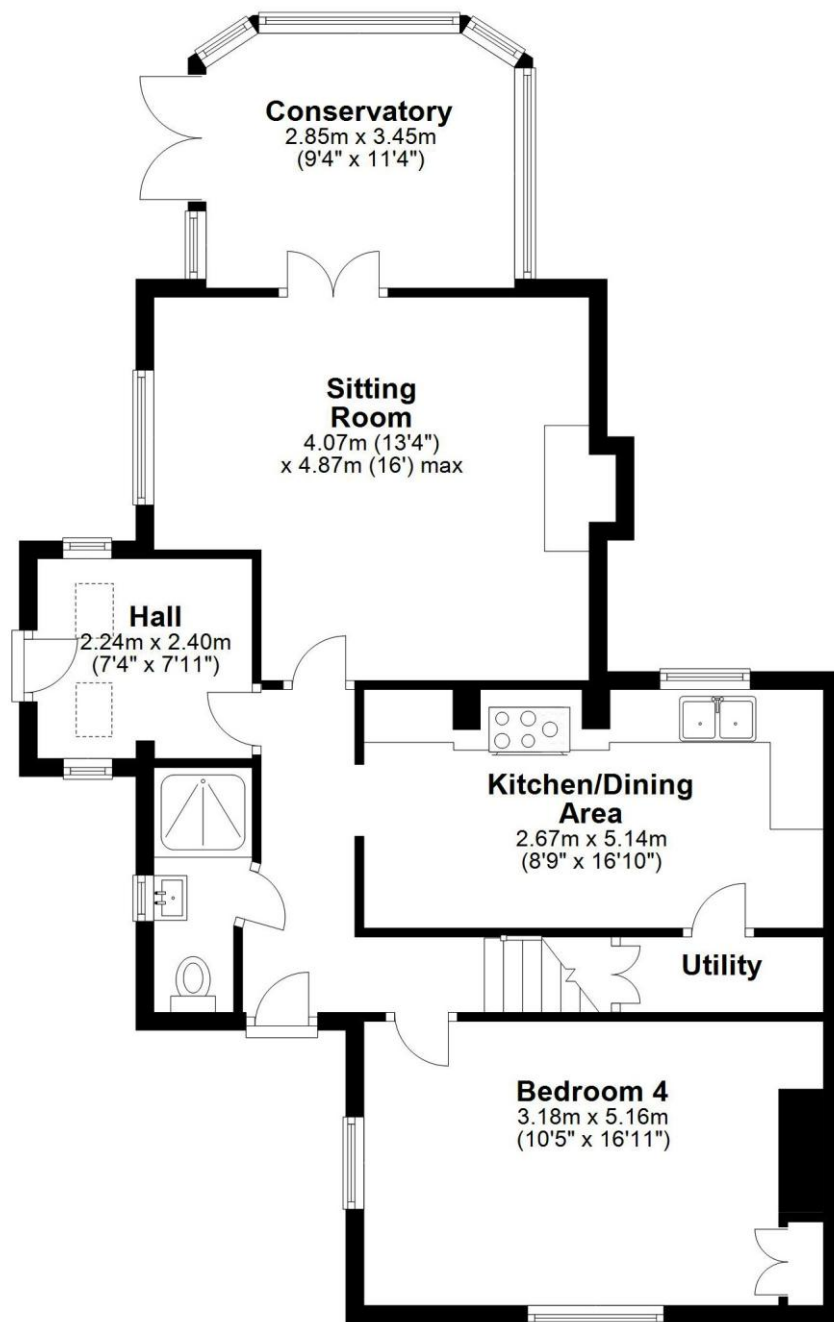 Conservatory
2.85m x 3.45m
(9'4" x 11'4")
Sitting
Room
4.07m (13'4")
x 4.87m (16') max
Hall
2.24m x 2.40m
(7'4" x 7'11")
Kitchen/Dining
Area
2.67m x 5.14m
(8'9" x 16'10")
Utility
Bedroom 4
3.18m x 5.16m
(10'5" x 16'11")